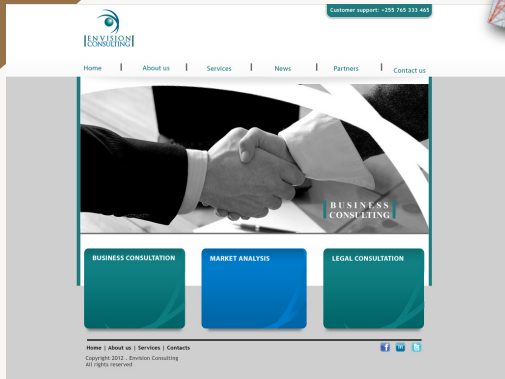 Customer support: +255 765 333 465
ENVISION
CONSULTING
Home | About us | Services | News | Partners | Contact us
BUSINESS
CONSULTING
BUSINESS CONSULTATION
MARKET ANALYSIS
LEGAL CONSULTATION
Home | About us | Services | Contacts
Copyright 2012 . Envision Consulting
All rights reserved